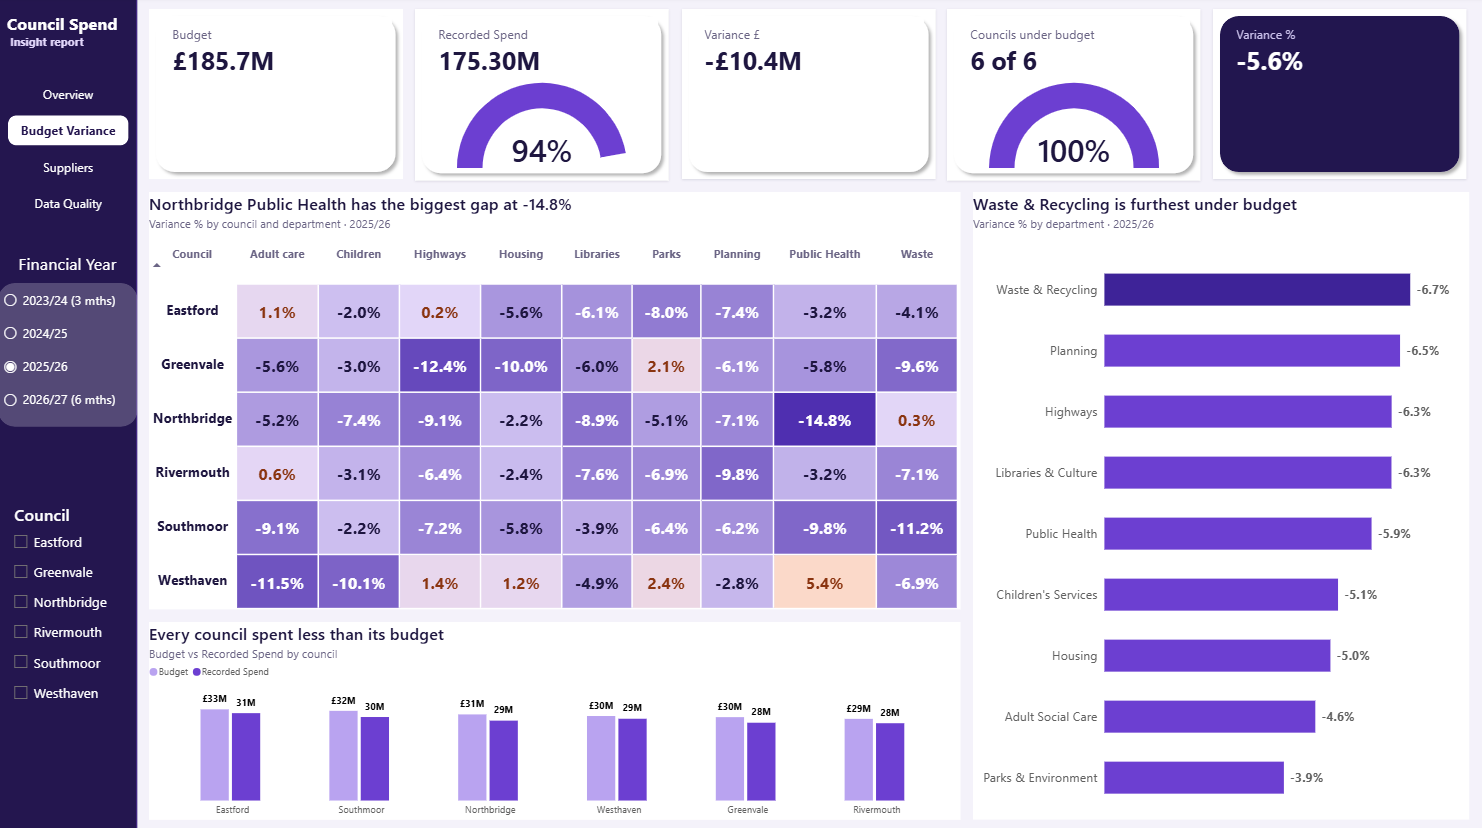 Council Spend
Insight report
Overview
Budget Variance
Suppliers
Data Quality
Financial Year
2023/24 (3 mths)
2024/25
2025/26
2026/27 (6 mths)
Council
Eastford
Greenvale
Northbridge
Rivermouth
Southmoor
Westhaven
Budget
£185.7M
Recorded Spend
175.30M
94%
Variance £
-£10.4M
Councils under budget
6 of 6
100%
Variance %
-5.6%
Northbridge Public Health has the biggest gap at -14.8%
Variance % by council and department · 2025/26
Council Adult care Children Highways Housing Libraries Parks Planning Public Health Waste
Eastford 1.1% -2.0% 0.2% -5.6% -6.1% -8.0% -7.4% -3.2% -4.1%
Greenvale -5.6% -3.0% -12.4% -10.0% -6.0% 2.1% -6.1% -5.8% -9.6%
Northbridge -5.2% -7.4% -9.1% -2.2% -8.9% -5.1% -7.1% -14.8% 0.3%
Rivermouth 0.6% -3.1% -6.4% -2.4% -7.6% -6.9% -9.8% -3.2% -7.1%
Southmoor -9.1% -2.2% -7.2% -5.8% -3.9% -6.4% -6.2% -9.8% -11.2%
Westhaven -11.5% -10.1% 1.4% 1.2% -4.9% 2.4% -2.8% 5.4% -6.9%
Every council spent less than its budget
Budget vs Recorded Spend by council
Budget Recorded Spend
£33M 31M £32M 30M £31M 29M £30M 29M £30M 28M £29M 28M
Eastford Southmoor Northbridge Westhaven Greenvale Rivermouth
Waste & Recycling is furthest under budget
Variance % by department · 2025/26
Waste & Recycling -6.7%
Planning -6.5%
Highways -6.3%
Libraries & Culture -6.3%
Public Health -5.9%
Children's Services -5.1%
Housing -5.0%
Adult Social Care -4.6%
Parks & Environment -3.9%